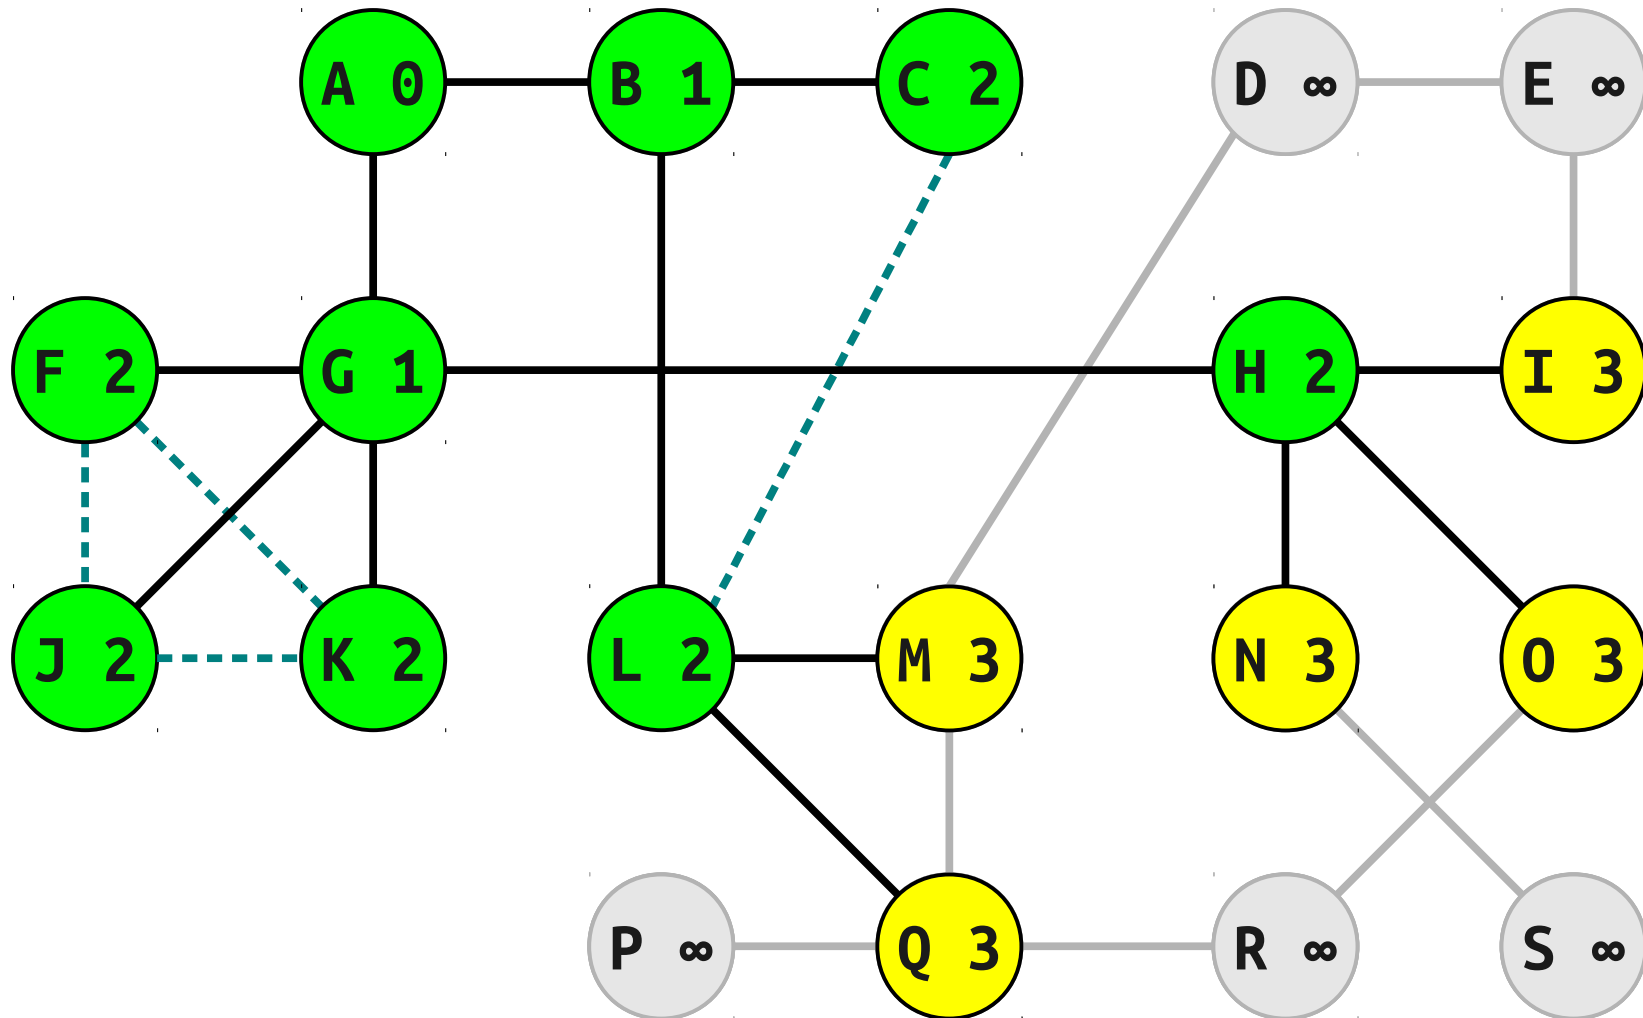 A 0 B 1 C 2 D ∞ E ∞
F 2 G 1 H 2 I 3
J 2 K 2 L 2 M 3 N 3 O 3
P ∞ Q 3 R ∞ S ∞